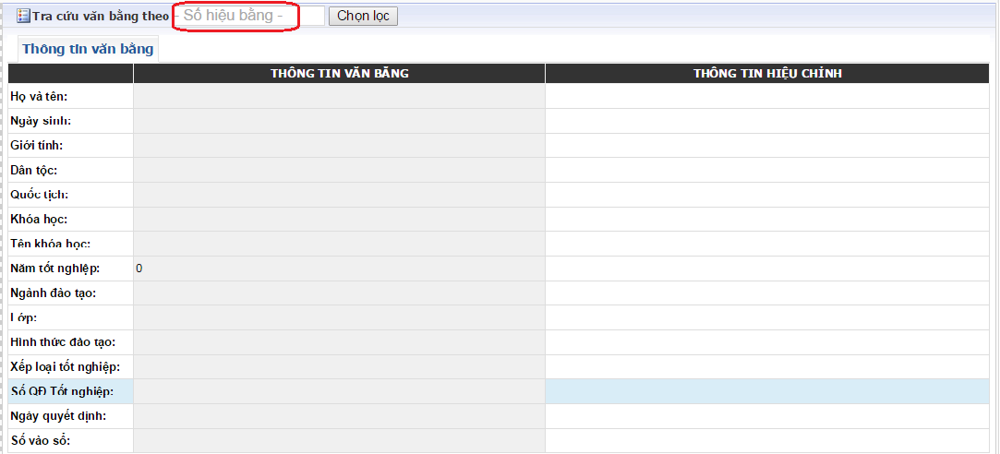 Tra cứu văn bằng theo - Số hiệu bằng - Chọn lọc
Thông tin văn bằng
THÔNG TIN VĂN BẰNG THÔNG TIN HIỆU CHỈNH
Họ và tên:
Ngày sinh:
Giới tính:
Dân tộc:
Quốc tịch:
Khóa học:
Tên khóa học:
Năm tốt nghiệp: 0
Ngành đào tạo:
Lớp:
Hình thức đào tạo:
Xếp loại tốt nghiệp:
Số QĐ Tốt nghiệp:
Ngày quyết định:
Số vào sổ: